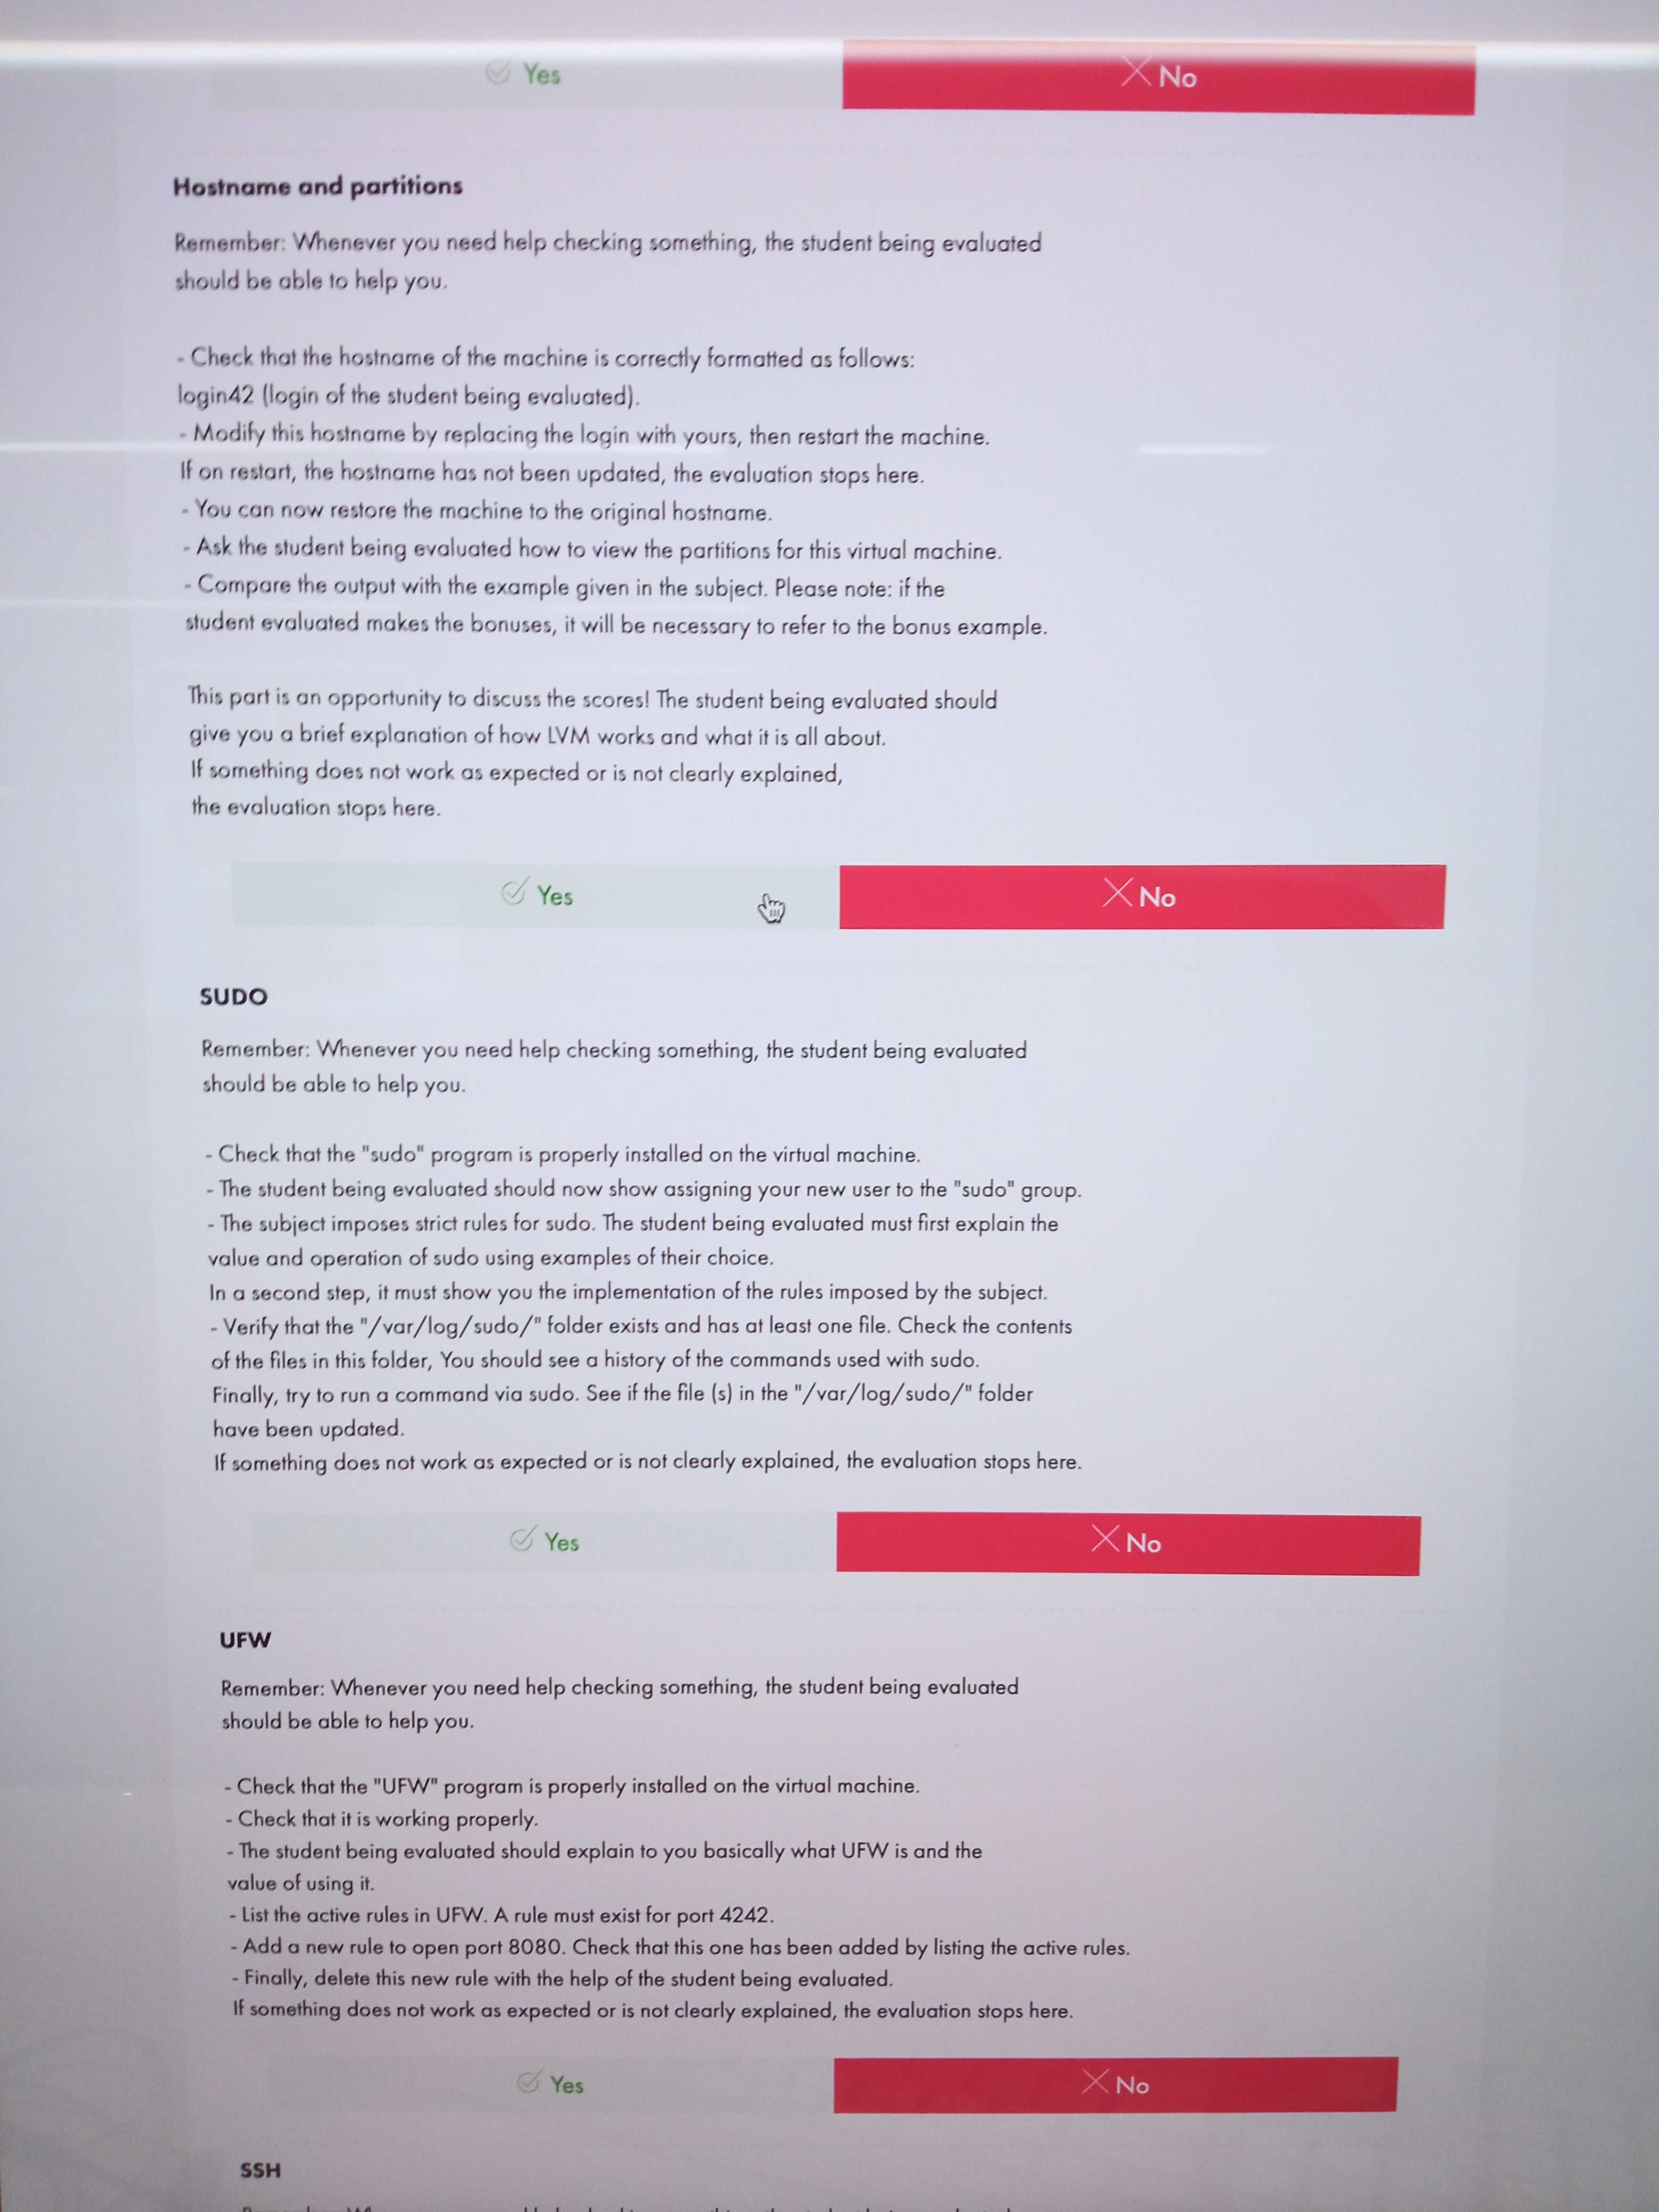 Yes
No
Hostname and partitions
Remember: Whenever you need help checking something, the student being evaluated
should be able to help you.
- Check that the hostname of the machine is correctly formatted as follows:
login42 (login of the student being evaluated).
- Modify this hostname by replacing the login with yours, then restart the machine.
If on restart, the hostname has not been updated, the evaluation stops here.
- You can now restore the machine to the original hostname.
- Ask the student being evaluated how to view the partitions for this virtual machine.
- Compare the output with the example given in the subject. Please note: if the
student evaluated makes the bonuses, it will be necessary to refer to the bonus example.
This part is an opportunity to discuss the scores! The student being evaluated should
give you a brief explanation of how LVM works and what it is all about.
If something does not work as expected or is not clearly explained,
the evaluation stops here.
Yes
No
SUDO
Remember: Whenever you need help checking something, the student being evaluated
should be able to help you.
- Check that the "sudo" program is properly installed on the virtual machine.
- The student being evaluated should now show assigning your new user to the "sudo" group.
- The subject imposes strict rules for sudo. The student being evaluated must first explain the
value and operation of sudo using examples of their choice.
In a second step, it must show you the implementation of the rules imposed by the subject.
- Verify that the "/var/log/sudo/" folder exists and has at least one file. Check the contents
of the files in this folder, You should see a history of the commands used with sudo.
Finally, try to run a command via sudo. See if the file (s) in the "/var/log/sudo/" folder
have been updated.
If something does not work as expected or is not clearly explained, the evaluation stops here.
Yes
No
UFW
Remember: Whenever you need help checking something, the student being evaluated
should be able to help you.
- Check that the "UFW" program is properly installed on the virtual machine.
- Check that it is working properly.
- The student being evaluated should explain to you basically what UFW is and the
value of using it.
- List the active rules in UFW. A rule must exist for port 4242.
- Add a new rule to open port 8080. Check that this one has been added by listing the active rules.
- Finally, delete this new rule with the help of the student being evaluated.
If something does not work as expected or is not clearly explained, the evaluation stops here.
Yes
No
SSH